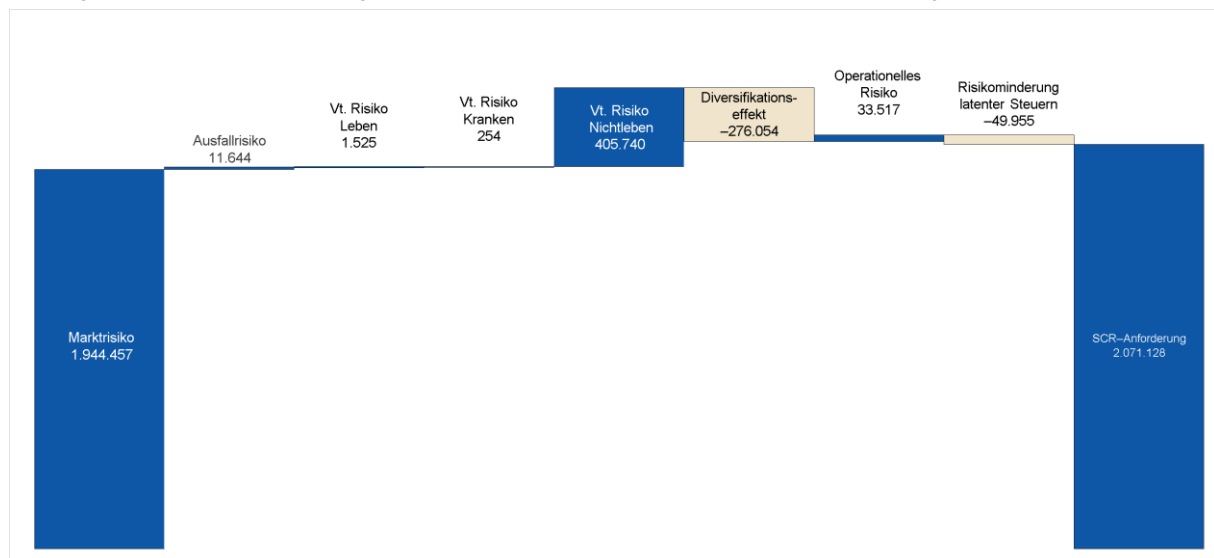 Marktrisiko
1.944.457
Ausfallrisiko
11.644
Vt. Risiko
Leben
1.525
Vt. Risiko
Kranken
254
Vt. Risiko
Nichtleben
405.740
Diversifikations-
effekt
–276.054
Operationelles
Risiko
33.517
Risikominderung
latenter Steuern
–49.955
SCR–Anforderung
2.071.128